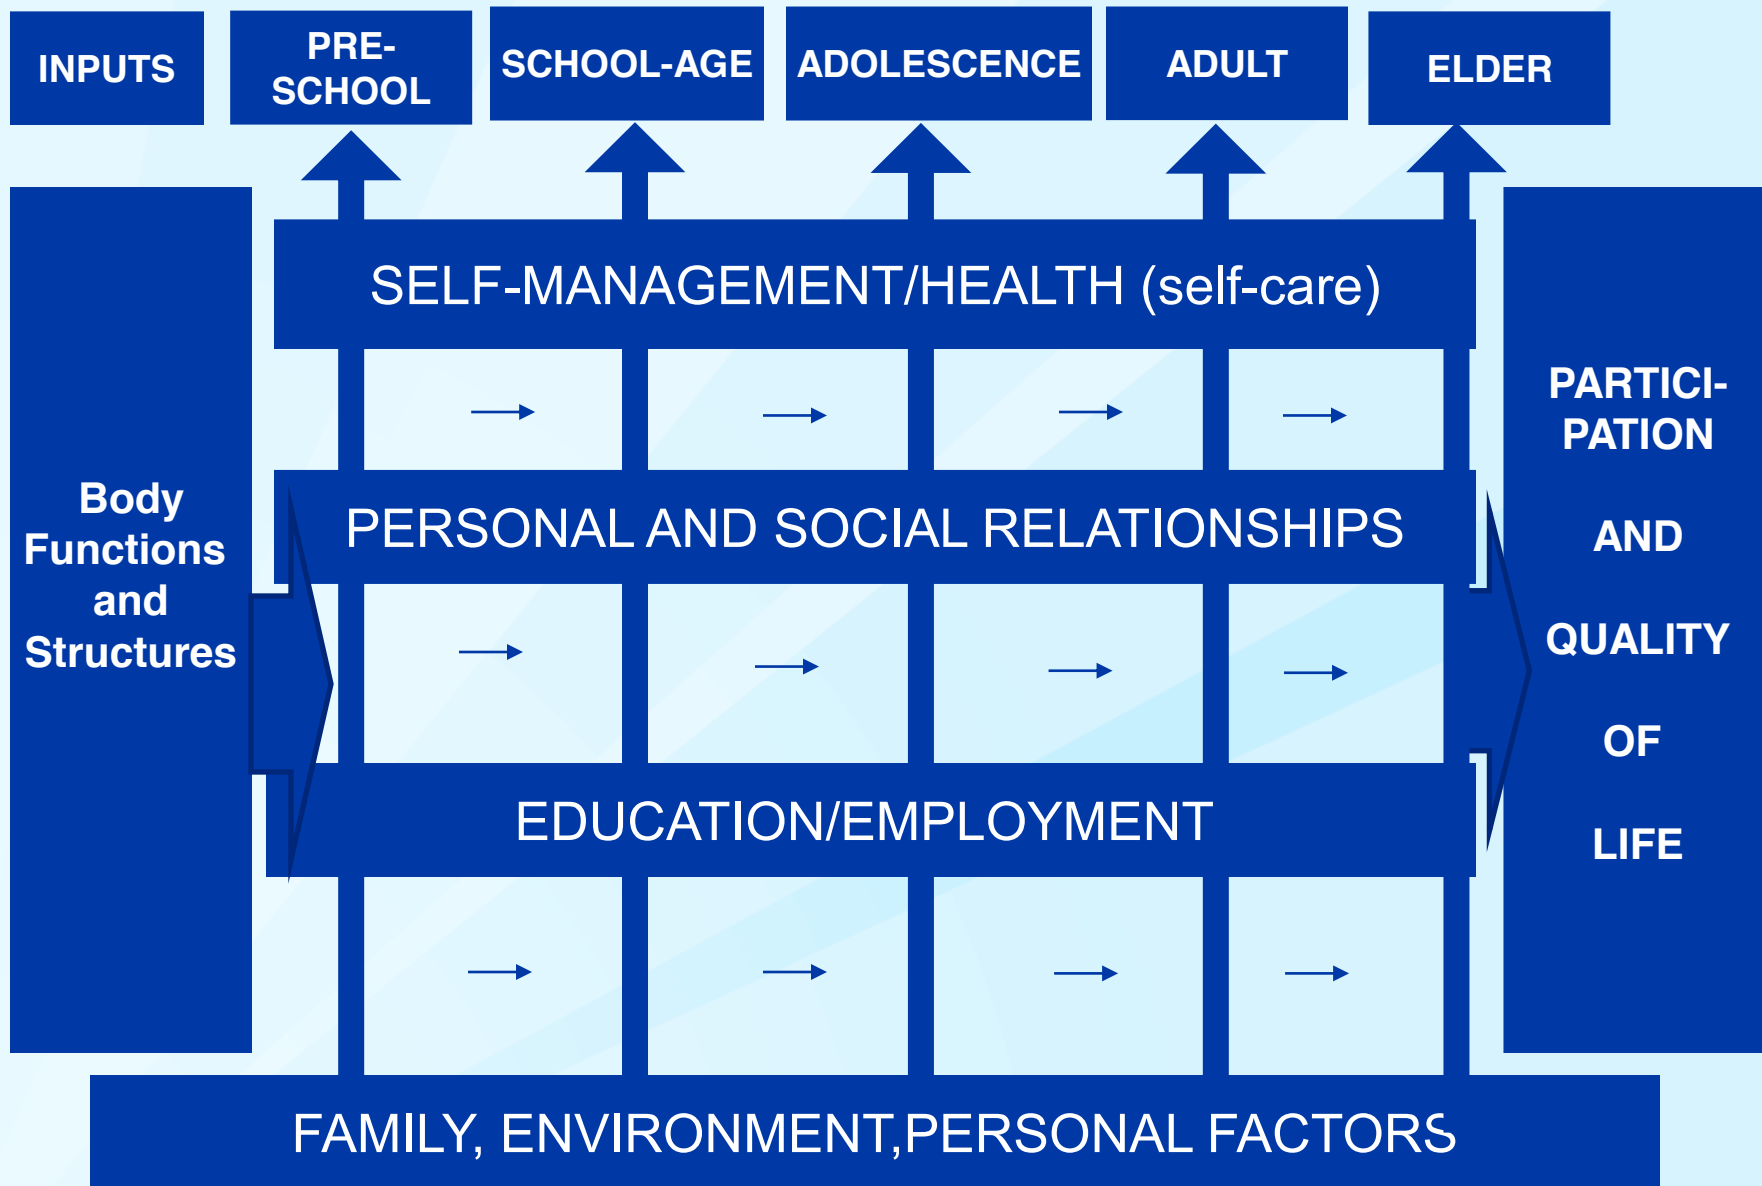 INPUTS
PRE-
SCHOOL
SCHOOL-AGE
ADOLESCENCE
ADULT
ELDER
SELF-MANAGEMENT/HEALTH (self-care)
Body
Functions
and
Structures
PERSONAL AND SOCIAL RELATIONSHIPS
EDUCATION/EMPLOYMENT
PARTICI-
PATION
AND
QUALITY
OF
LIFE
FAMILY, ENVIRONMENT,PERSONAL FACTORS